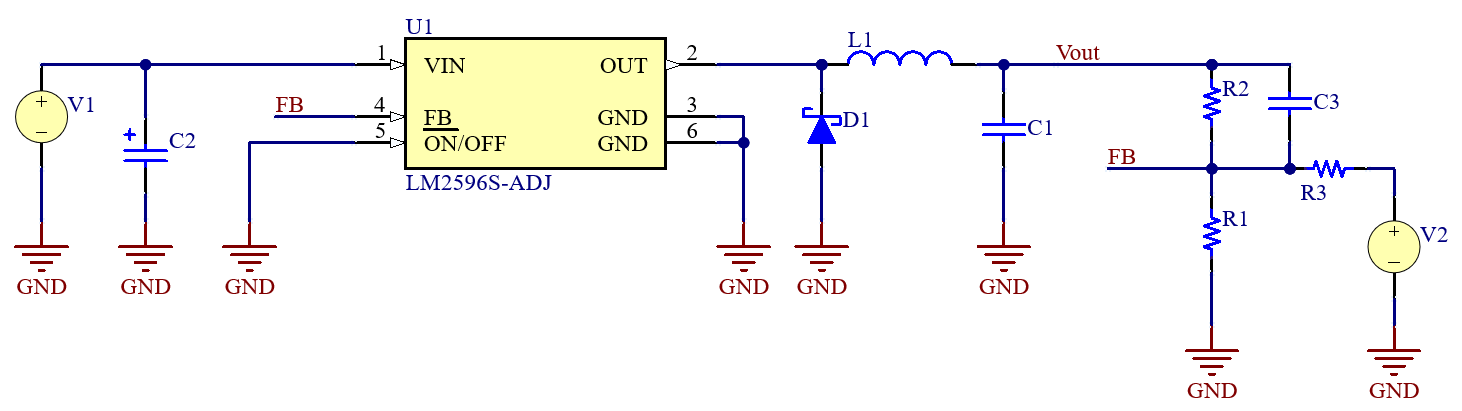 U1
1
VIN
OUT
2
L1
Vout
V1
FB
4
FB
GND
3
R2
C3
C2
5
ON/OFF
GND
6
D1
C1
LM2596S-ADJ
FB
R3
R1
V2
GND
GND
GND
GND
GND
GND
GND
GND